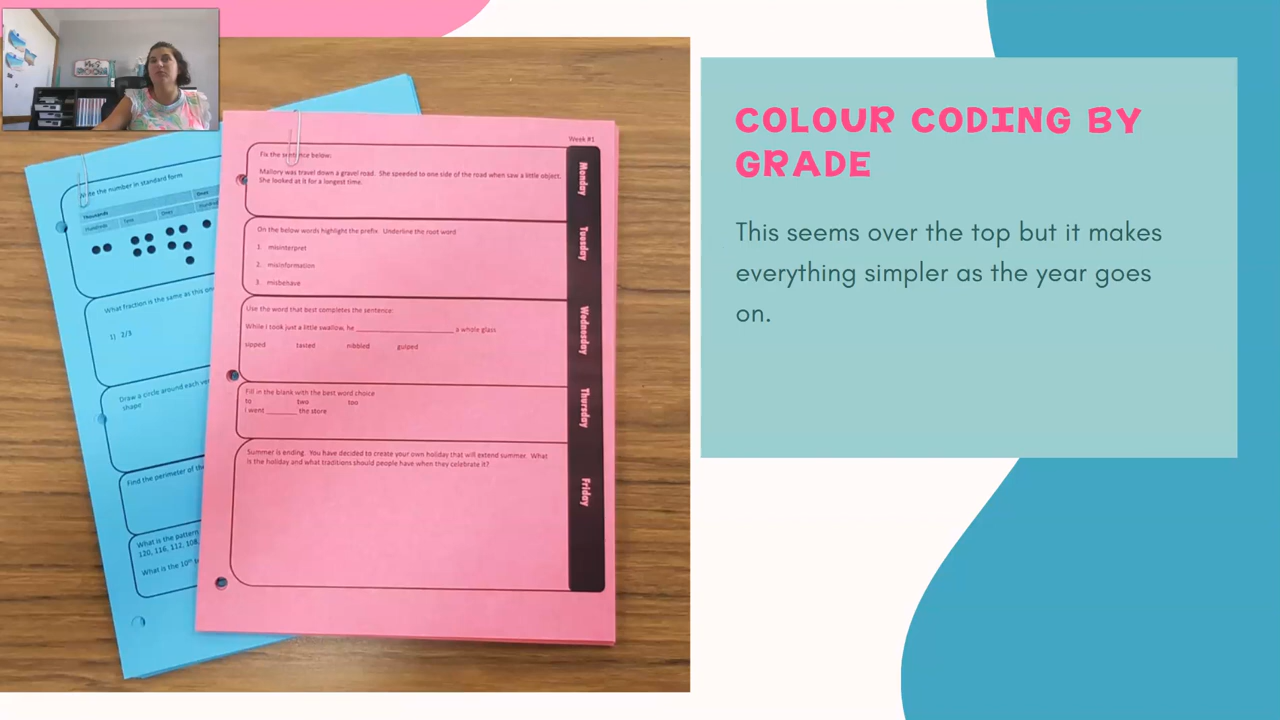 COLOUR CODING BY
GRADE
This seems over the top but it makes
everything simpler as the year goes
on.
Week #1
Fix the sentence below:
Mallory was travel down a gravel road. She speeded to one side of the road when saw a little object.
She looked at it for a longest time.
Monday
On the below words highlight the prefix. Underline the root word
1. misinterpret
2. misinformation
3. misbehave
Tuesday
Use the word that best completes the sentence:
While I took just a little swallow, he ____ a whole glass
sipped tasted nibbled gulped
Wednesday
Fill in the blank with the best word choice
to two too
I went ____ the store
Thursday
Summer is ending. You have decided to create your own holiday that will extend summer. What
is the holiday and what traditions should people have when they celebrate it?
Friday
Write the number in standard form
Thousands Ones
Hundreds Tens Ones
What fraction is the same as this
1) 2/3
Draw a circle around each
shape
Find the perimeter of the
What is the pattern
120, 116, 112, 108,
What is the 10th